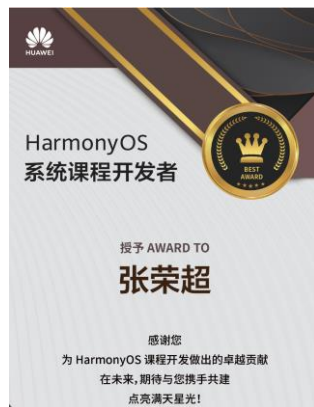 HUAWEI
HarmonyOS
系统课程开发者
BEST
AWARD
授予 AWARD TO
张荣超
感谢您
为 HarmonyOS 课程开发做出的卓越贡献
在未来,期待与您携手共建
点亮满天星光!